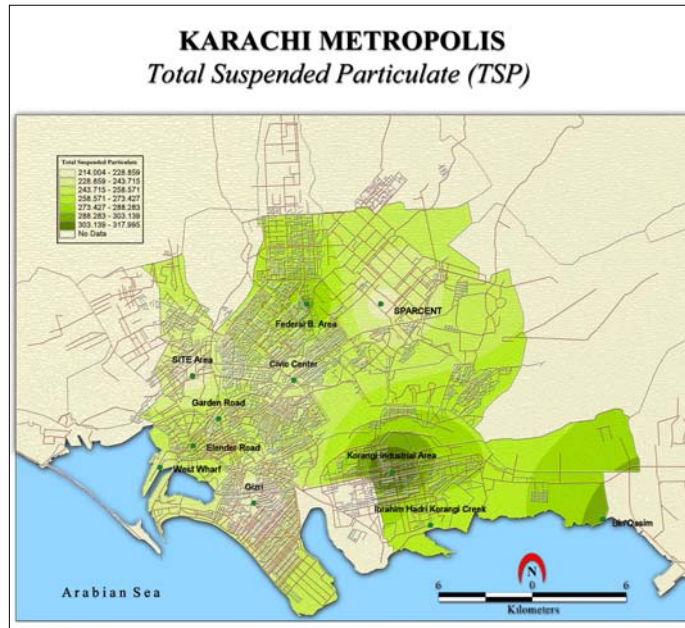 KARACHI METROPOLIS
Total Suspended Particulate (TSP)
Total Suspended Particulate
214.004 - 228.859
228.859 - 243.715
243.715 - 258.571
258.571 - 273.427
273.427 - 288.283
288.283 - 303.139
303.139 - 317.995
No Data
Federal B. Area
SPARCENT
SITE Area
Civic Center
Garden Road
Elender Road
Korangi Industrial Area
West Wharf
Gizri
Ibrahim Hadri Korangi Creek
Bin Qasim
Arabian Sea
N
6 0 6
Kilometers